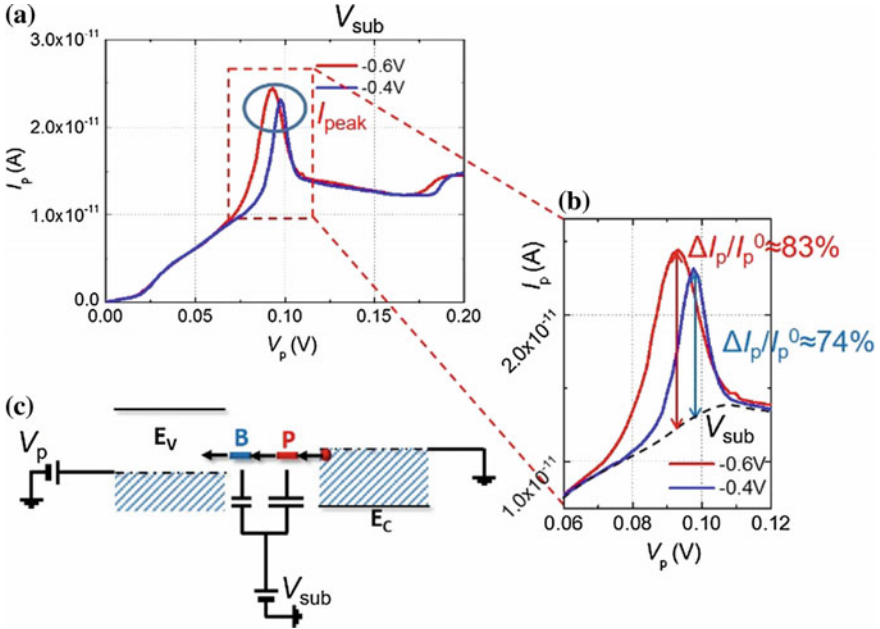 (a)
V_sub
3.0x10^-11
-0.6V
-0.4V
2.0x10^-11
I_peak
I_p (A)
1.0x10^-11
0.0
0.00 0.05 0.10 0.15 0.20
V_p (V)
(b)
I_p (A)
ΔI_p/I_p^0≈83%
2.0x10^-11
ΔI_p/I_p^0≈74%
V_sub
-0.6V
-0.4V
1.0x10^-11
0.06 0.08 0.10 0.12
V_p (V)
(c)
V_p
E_V
B
P
E_C
V_sub